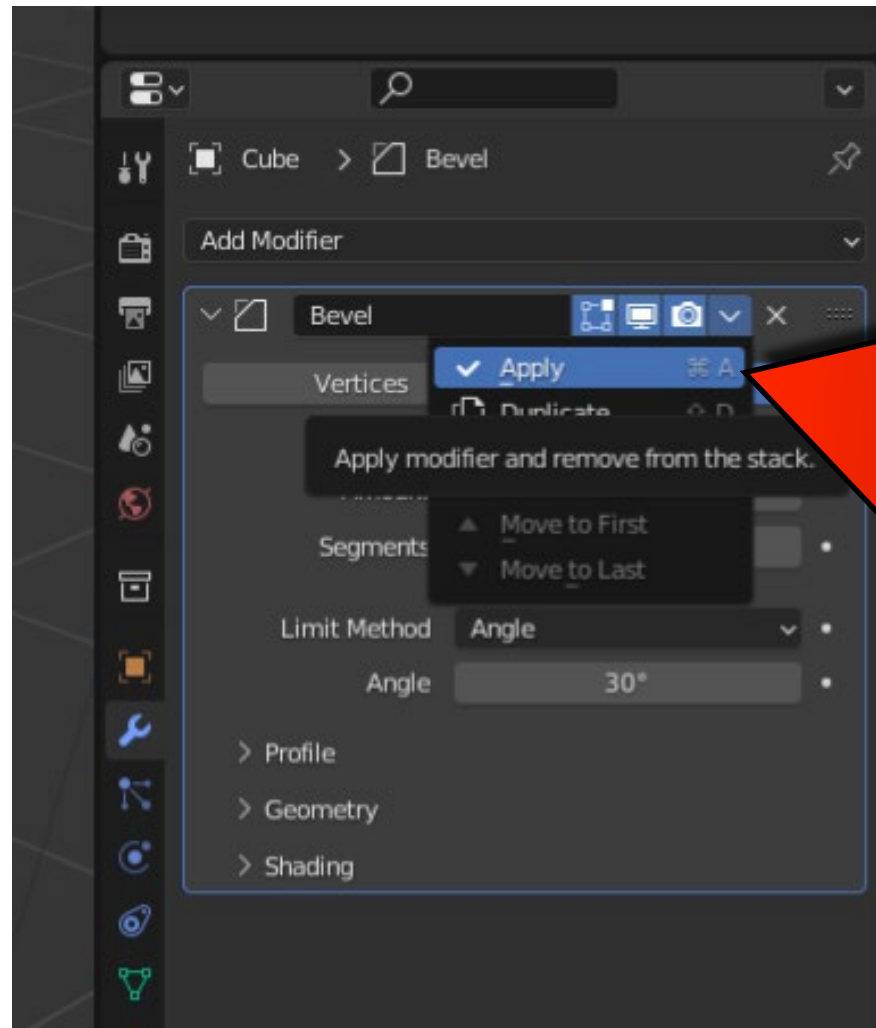 Cube > Bevel
Add Modifier
Bevel
Vertices
Apply ⌘ A
Duplicate ⇧ D
Apply modifier and remove from the stack.
Segments
Move to First
Move to Last
Limit Method Angle
Angle 30°
> Profile
> Geometry
> Shading